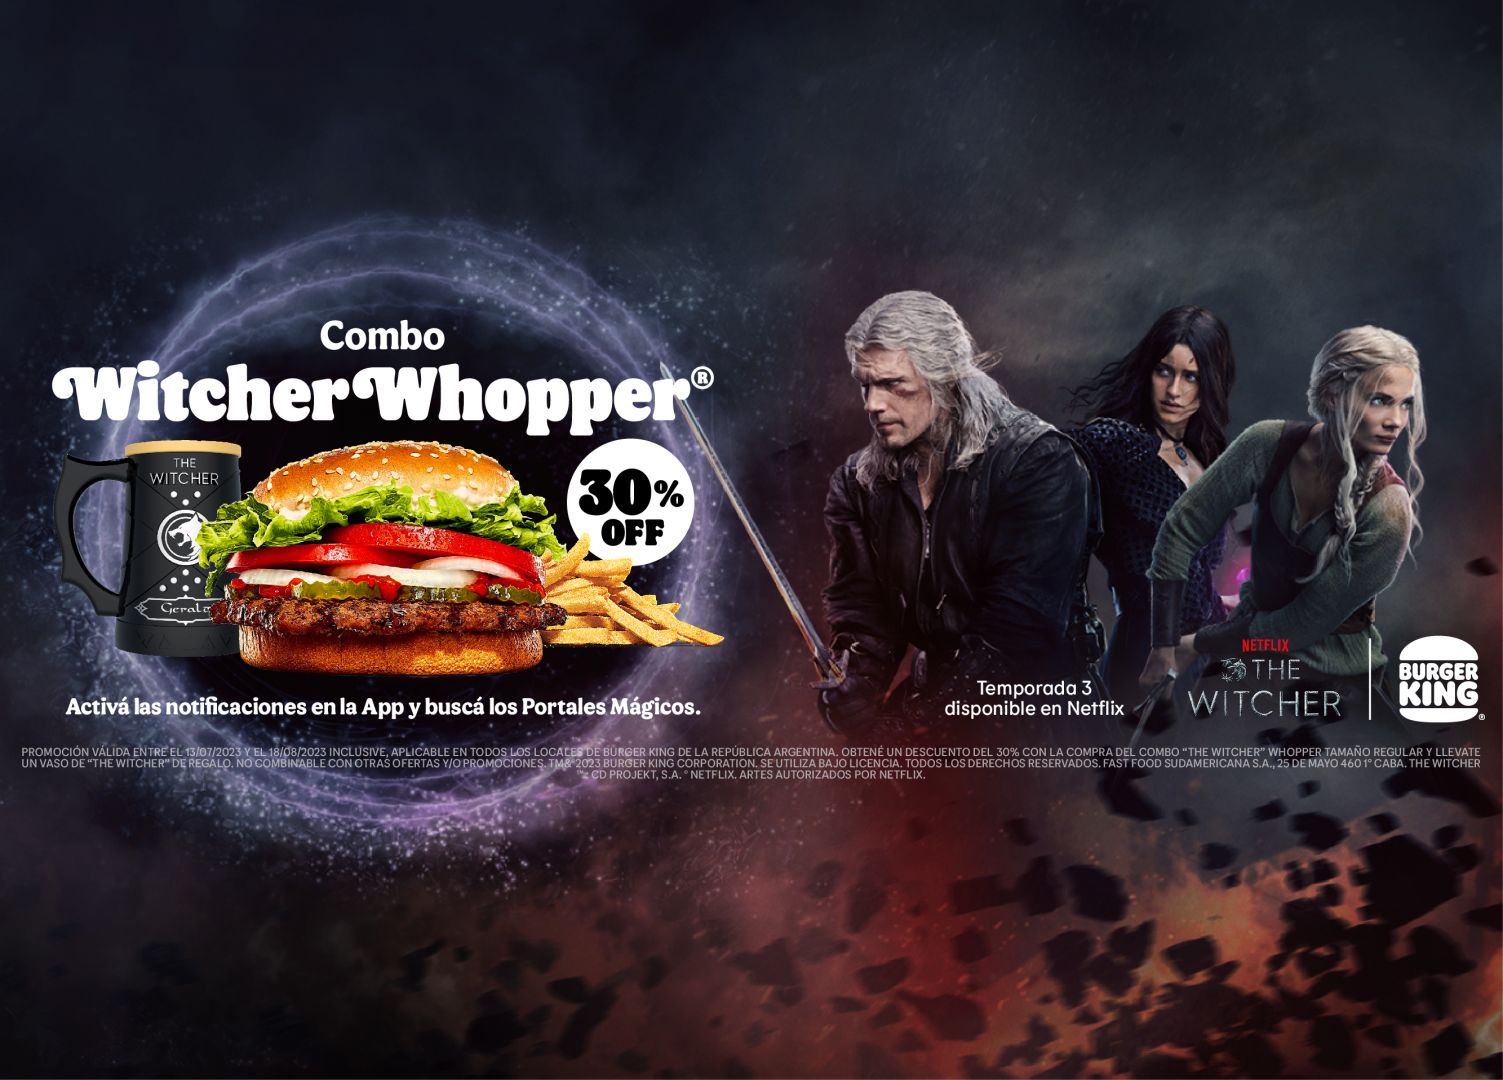 Combo
Witcher Whopper®
THE
WITCHER
30%
OFF
Activá las notificaciones en la App y buscá los Portales Mágicos.
Temporada 3
disponible en Netflix
NETFLIX
THE
WITCHER
BURGER
KING®
PROMOCIÓN VÁLIDA ENTRE EL 13/07/2023 Y EL 18/08/2023 INCLUSIVE, APLICABLE EN TODOS LOS LOCALES DE BURGER KING DE LA REPÚBLICA ARGENTINA. OBTENÉ UN DESCUENTO DEL 30% CON LA COMPRA DEL COMBO “THE WITCHER” WHOPPER TAMAÑO REGULAR Y LLEVATE
UN VASO DE “THE WITCHER” DE REGALO. NO COMBINABLE CON OTRAS OFERTAS Y/O PROMOCIONES. TM& 2023 BURGER KING CORPORATION. SE UTILIZA BAJO LICENCIA. TODOS LOS DERECHOS RESERVADOS. FAST FOOD SUDAMERICANA S.A., 25 DE MAYO 460 1° CABA. THE WITCHER
CD PROJEKT, S.A. ® NETFLIX. ARTES AUTORIZADOS POR NETFLIX.